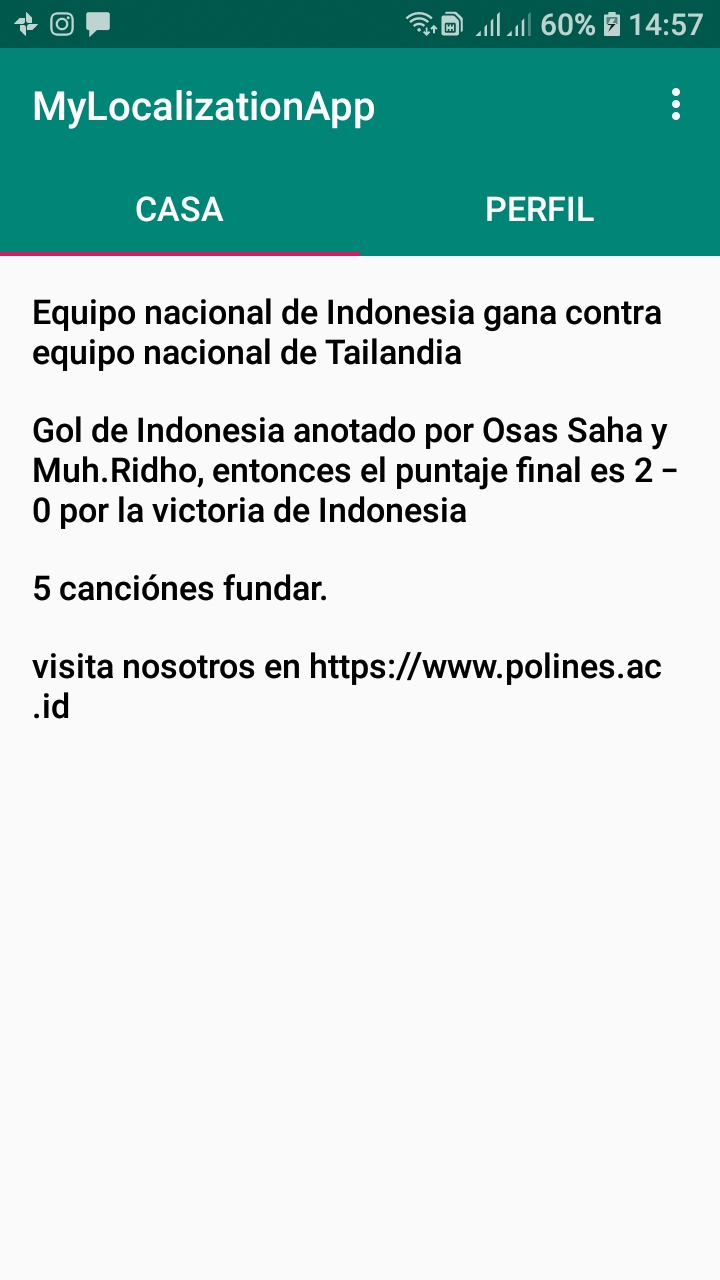 60% 14:57
MyLocalizationApp
CASA PERFIL
Equipo nacional de Indonesia gana contra
equipo nacional de Tailandia
Gol de Indonesia anotado por Osas Saha y
Muh.Ridho, entonces el puntaje final es 2 –
0 por la victoria de Indonesia
5 canciónes fundar.
visita nosotros en https://www.polines.ac
.id